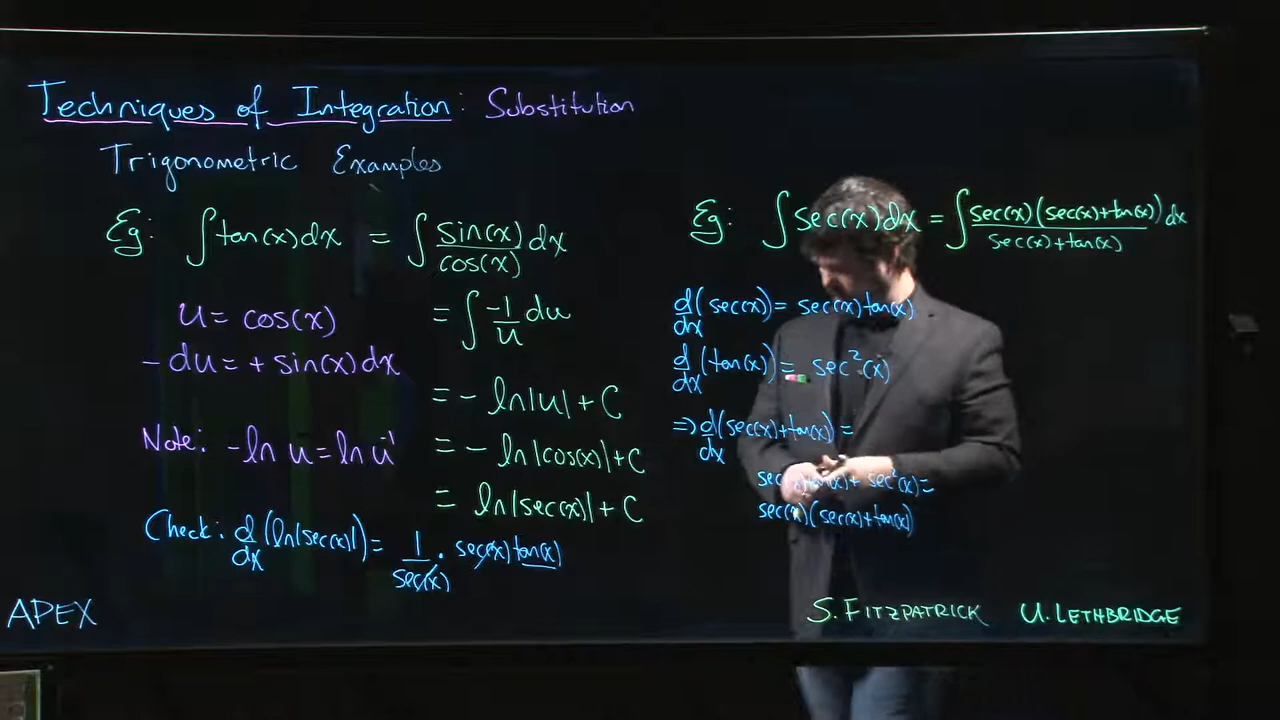 Techniques of Integration: Substitution
Trigonometric Examples
Eg: ∫tan(x)dx = ∫ sin(x)/cos(x) dx
u = cos(x)
-du = + sin(x)dx
= ∫ -1/u du
= - ln|u| + C
Note: -ln u = ln u⁻¹
= - ln|cos(x)| + C
= ln|sec(x)| + C
Check: d/dx (ln|sec(x)|) = 1/sec(x) · sec(x) tan(x)
APEX
Eg: ∫sec(x)dx = ∫ sec(x)(sec(x)+tan(x))/sec(x)+tan(x) dx
d/dx (sec(x)) = sec(x)tan(x)
d/dx (tan(x)) = sec²(x)
⇒ d/dx (sec(x)+tan(x)) =
sec(x)tan(x) + sec²(x) =
sec(x)(sec(x)+tan(x))
S. FITZPATRICK U. LETHBRIDGE